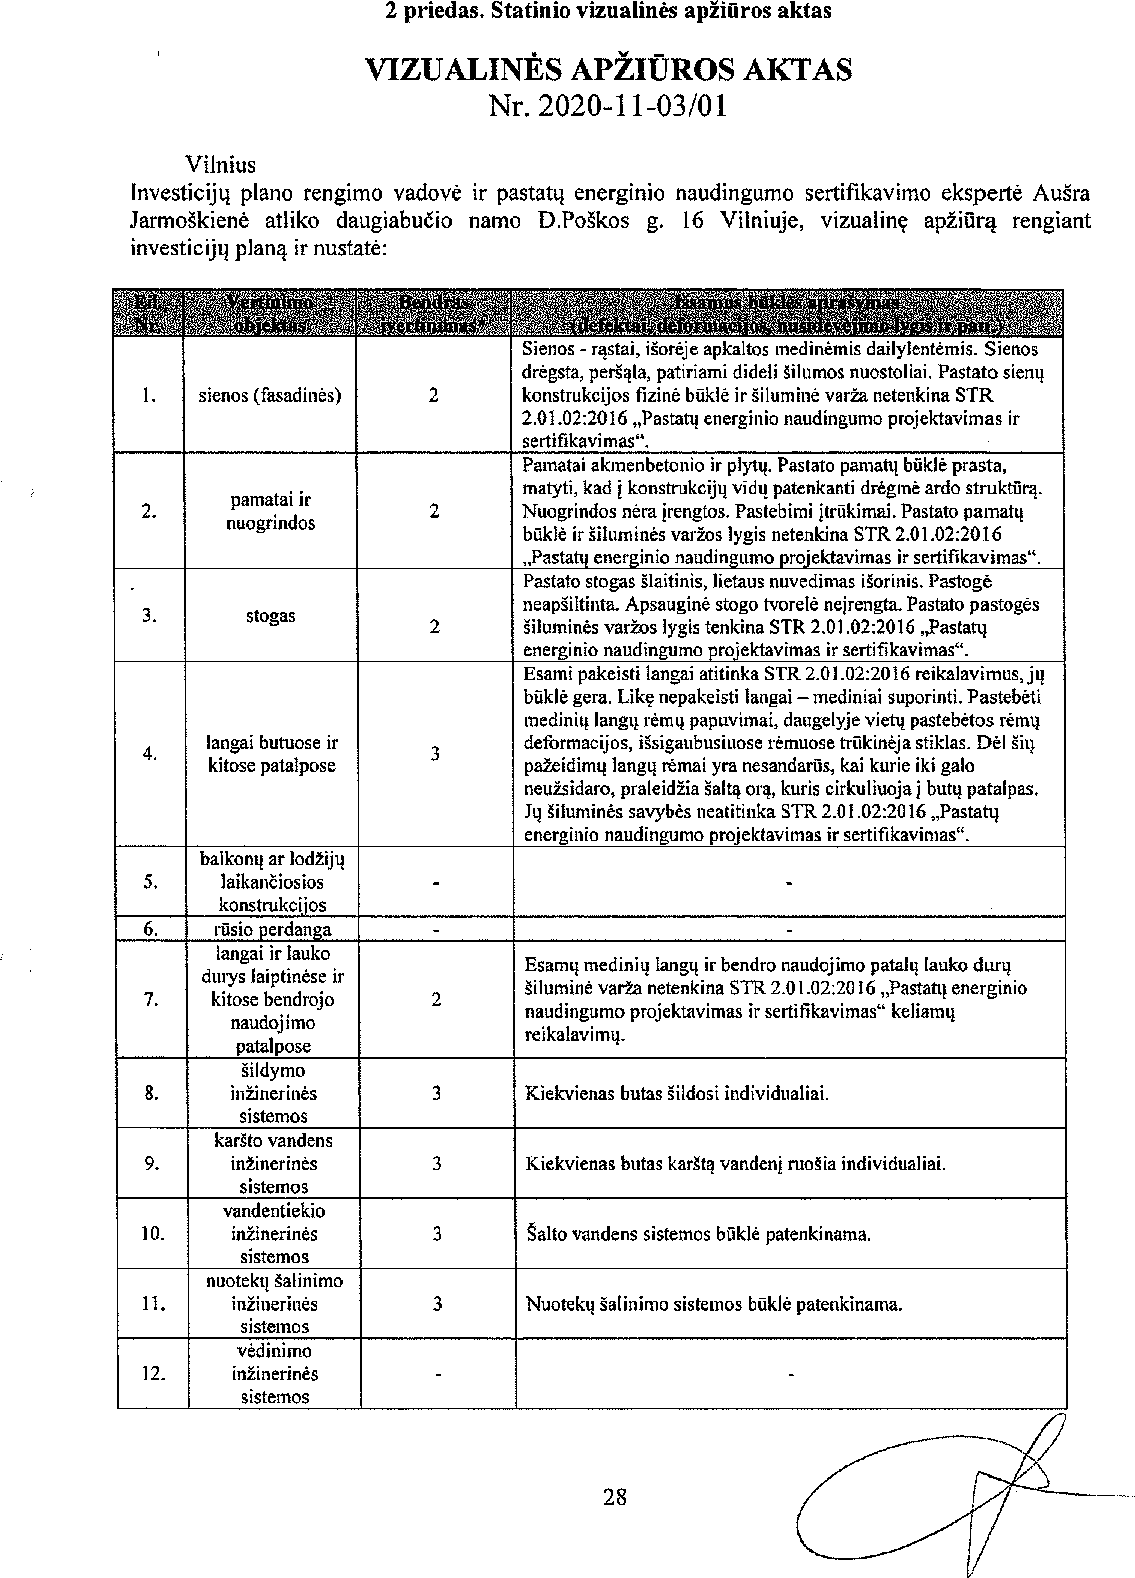 2 priedas. Statinio vizualinės apžiūros aktas
VIZUALINĖS APŽIŪROS AKTAS
Nr. 2020-11-03/01
Vilnius
Investicijų plano rengimo vadovė ir pastatų energinio naudingumo sertifikavimo ekspertė Aušra
Jarmoškienė atliko daugiabučio namo D.Poškos g. 16 Vilniuje, vizualinę apžiūrą rengiant
investicijų planą ir nustatė:
Eil. Nr.
Vertinimo objektas
Bendras įvertinimas*
Išsamus būklės aprašymas
(defektai, deformacijos, nusidėvėjimo lygis ir pan.)
1.
sienos (fasadinės)
2
Sienos - rąstai, išorėje apkaltos medinėmis dailylentėmis. Sienos
drėgsta, peršąla, patiriami dideli šilumos nuostoliai. Pastato sienų
konstrukcijos fizinė būklė ir šiluminė varža netenkina STR
2.01.02:2016 „Pastatų energinio naudingumo projektavimas ir
sertifikavimas“.
2.
pamatai ir
nuogrindos
2
Pamatai akmenbetonio ir plytų. Pastato pamatų būklė prasta,
matyti, kad į konstrukcijų vidų patenkanti drėgmė ardo struktūrą.
Nuogrindos nėra įrengtos. Pastebimi įtrūkimai. Pastato pamatų
būklė ir šiluminės varžos lygis netenkina STR 2.01.02:2016
„Pastatų energinio naudingumo projektavimas ir sertifikavimas“.
3.
stogas
2
Pastato stogas šlaitinis, lietaus nuvedimas išorinis. Pastogė
neapšiltinta. Apsauginė stogo tvorelė neįrengta. Pastato pastogės
šiluminės varžos lygis tenkina STR 2.01.02:2016 „Pastatų
energinio naudingumo projektavimas ir sertifikavimas“.
4.
langai butuose ir
kitose patalpose
3
Esami pakeisti langai atitinka STR 2.01.02:2016 reikalavimus, jų
būklė gera. Likę nepakeisti langai – mediniai suporinti. Pastebėti
medinių langų rėmų papuvimai, daugelyje vietų pastebėtos rėmų
deformacijos, išsigaubusiuose rėmuose trūkinėja stiklas. Dėl šių
pažeidimų langų rėmai yra nesandarūs, kai kurie iki galo
neužsidaro, praleidžia šaltą orą, kuris cirkuliuoja į butų patalpas.
Jų šiluminės savybės neatitinka STR 2.01.02:2016 „Pastatų
energinio naudingumo projektavimas ir sertifikavimas“.
5.
balkonų ar lodžijų
laikančiosios
konstrukcijos
-
-
6.
rūsio perdanga
-
-
7.
langai ir lauko
durys laiptinėse ir
kitose bendrojo
naudojimo
patalpose
2
Esamų medinių langų ir bendro naudojimo patalų lauko durų
šiluminė varža netenkina STR 2.01.02:2016 „Pastatų energinio
naudingumo projektavimas ir sertifikavimas“ keliamų
reikalavimų.
8.
šildymo
inžinerinės
sistemos
3
Kiekvienas butas šildosi individualiai.
9.
karšto vandens
inžinerinės
sistemos
3
Kiekvienas butas karštą vandenį ruošia individualiai.
10.
vandentiekio
inžinerinės
sistemos
3
Šalto vandens sistemos būklė patenkinama.
11.
nuotekų šalinimo
inžinerinės
sistemos
3
Nuotekų šalinimo sistemos būklė patenkinama.
12.
vėdinimo
inžinerinės
sistemos
-
-
28